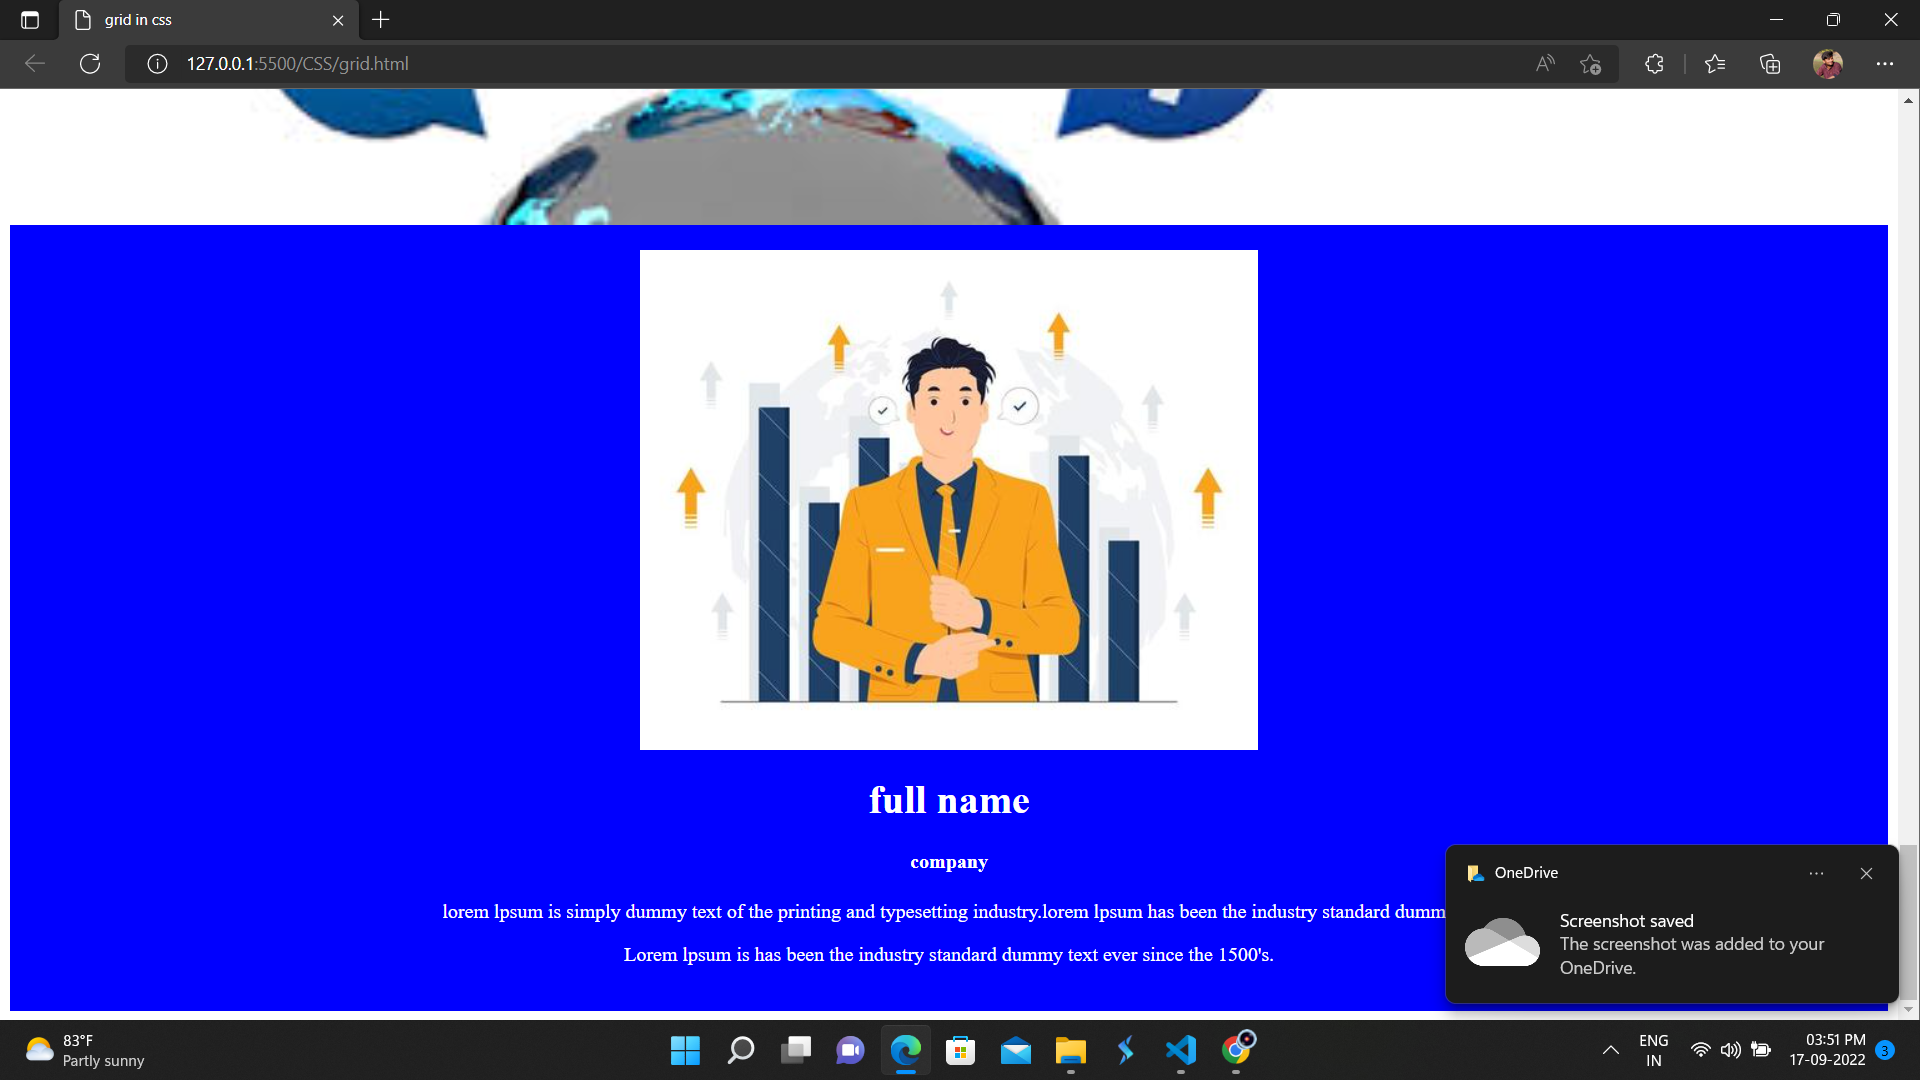 grid in css
127.0.0.1:5500/CSS/grid.html
full name
company
lorem lpsum is simply dummy text of the printing and typesetting industry.lorem lpsum has been the industry standard dumm
Lorem lpsum is has been the industry standard dummy text ever since the 1500's.
OneDrive
Screenshot saved
The screenshot was added to your
OneDrive.
83°F
Partly sunny
ENG
IN
03:51 PM
17-09-2022
3